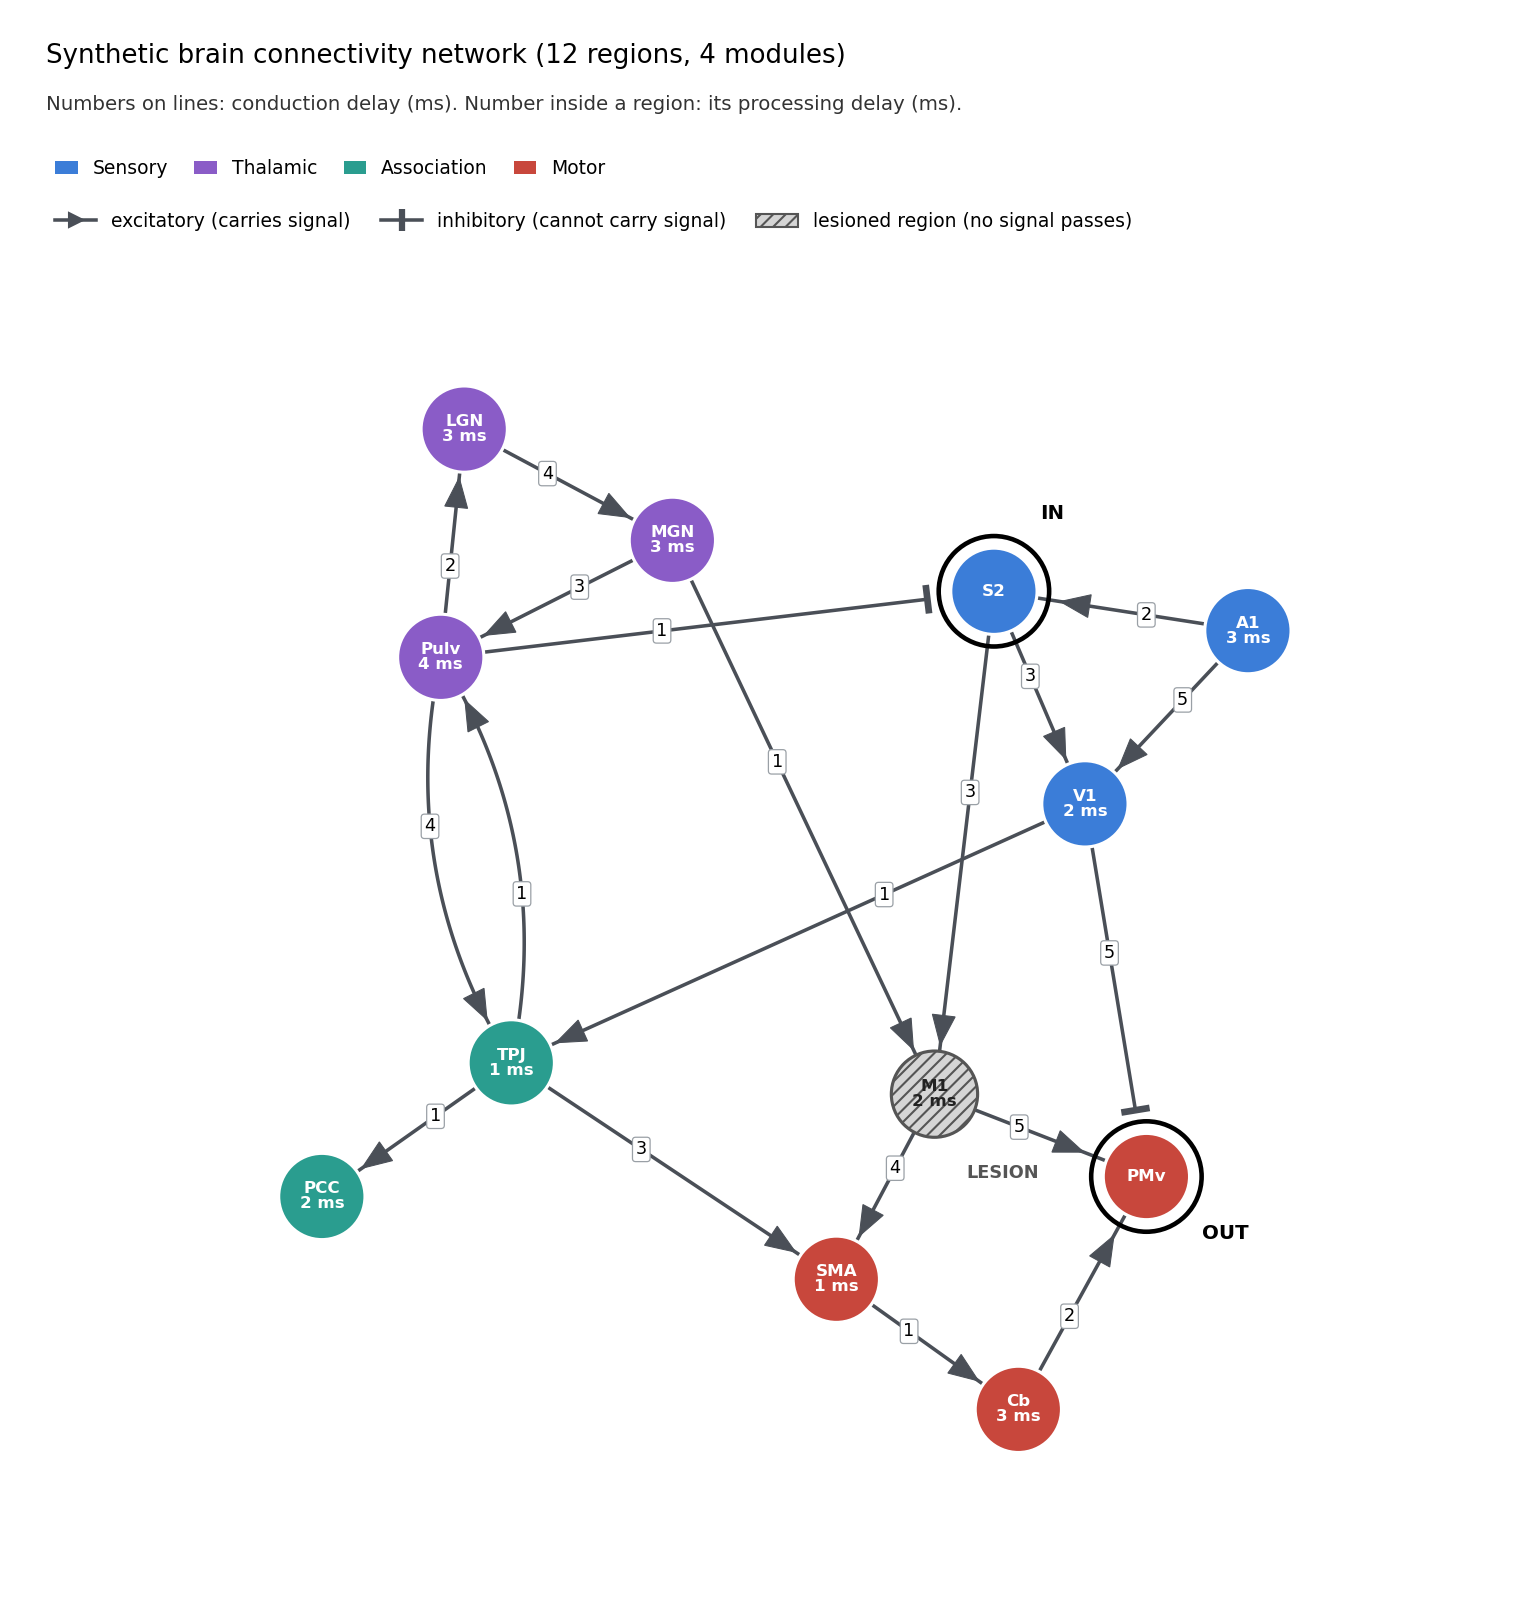 Synthetic brain connectivity network (12 regions, 4 modules)
Numbers on lines: conduction delay (ms). Number inside a region: its processing delay (ms).
Sensory Thalamic Association Motor
excitatory (carries signal) inhibitory (cannot carry signal) lesioned region (no signal passes)
LGN
3 ms
4
IN
MGN
3 ms
2
3
S2
2
A1
3 ms
1
Pulv
4 ms
3
5
1
3
V1
2 ms
4
1
1
5
TPJ
1 ms
M1
2 ms
1
5
3
4
LESION
PMv
PCC
2 ms
OUT
SMA
1 ms
2
1
Cb
3 ms